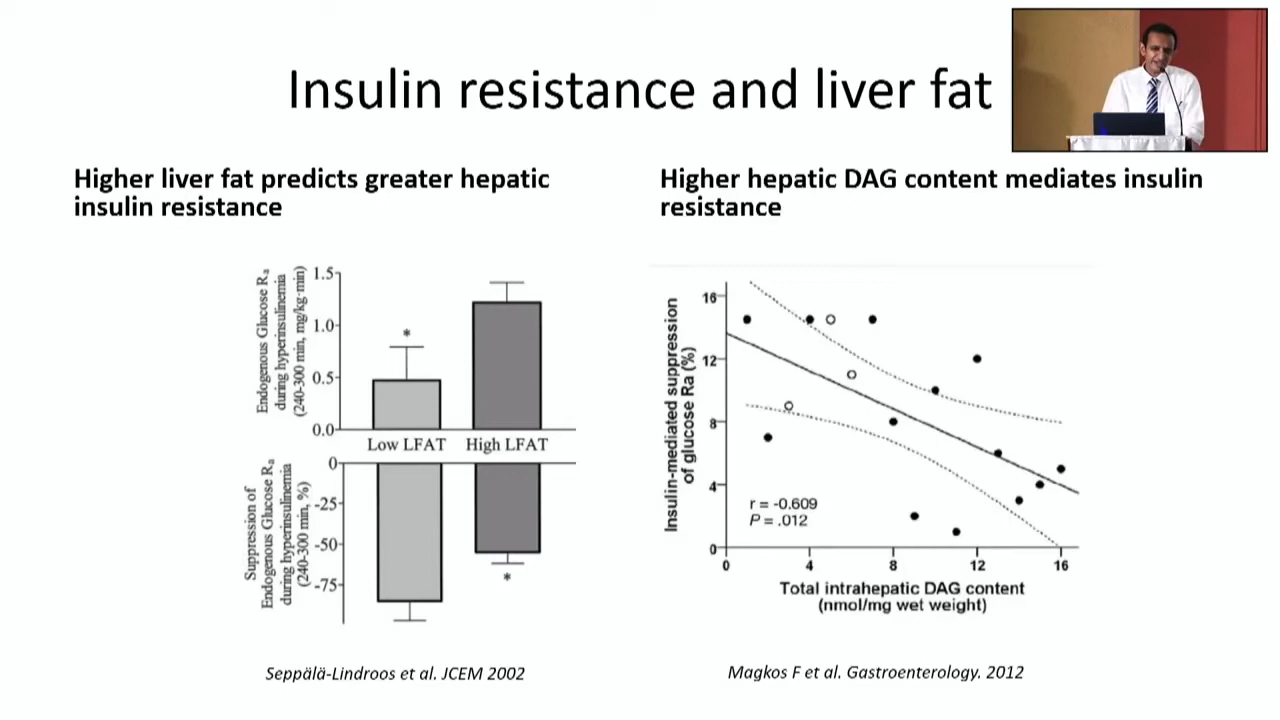 Insulin resistance and liver fat
Higher liver fat predicts greater hepatic
insulin resistance
Endogenous Glucose Ra
during hyperinsulinemia
(240-300 min, mg/kg·min)
1.5
1.0
0.5
0.0
*
Low LFAT High LFAT
Suppression of
Endogenous Glucose Ra
during hyperinsulinemia
(240-300 min, %)
0
-25
-50
-75
*
Seppälä-Lindroos et al. JCEM 2002
Higher hepatic DAG content mediates insulin
resistance
Insulin-mediated suppression
of glucose Ra (%)
16
12
8
4
0
r = -0.609
P = .012
0 4 8 12 16
Total intrahepatic DAG content
(nmol/mg wet weight)
Magkos F et al. Gastroenterology. 2012